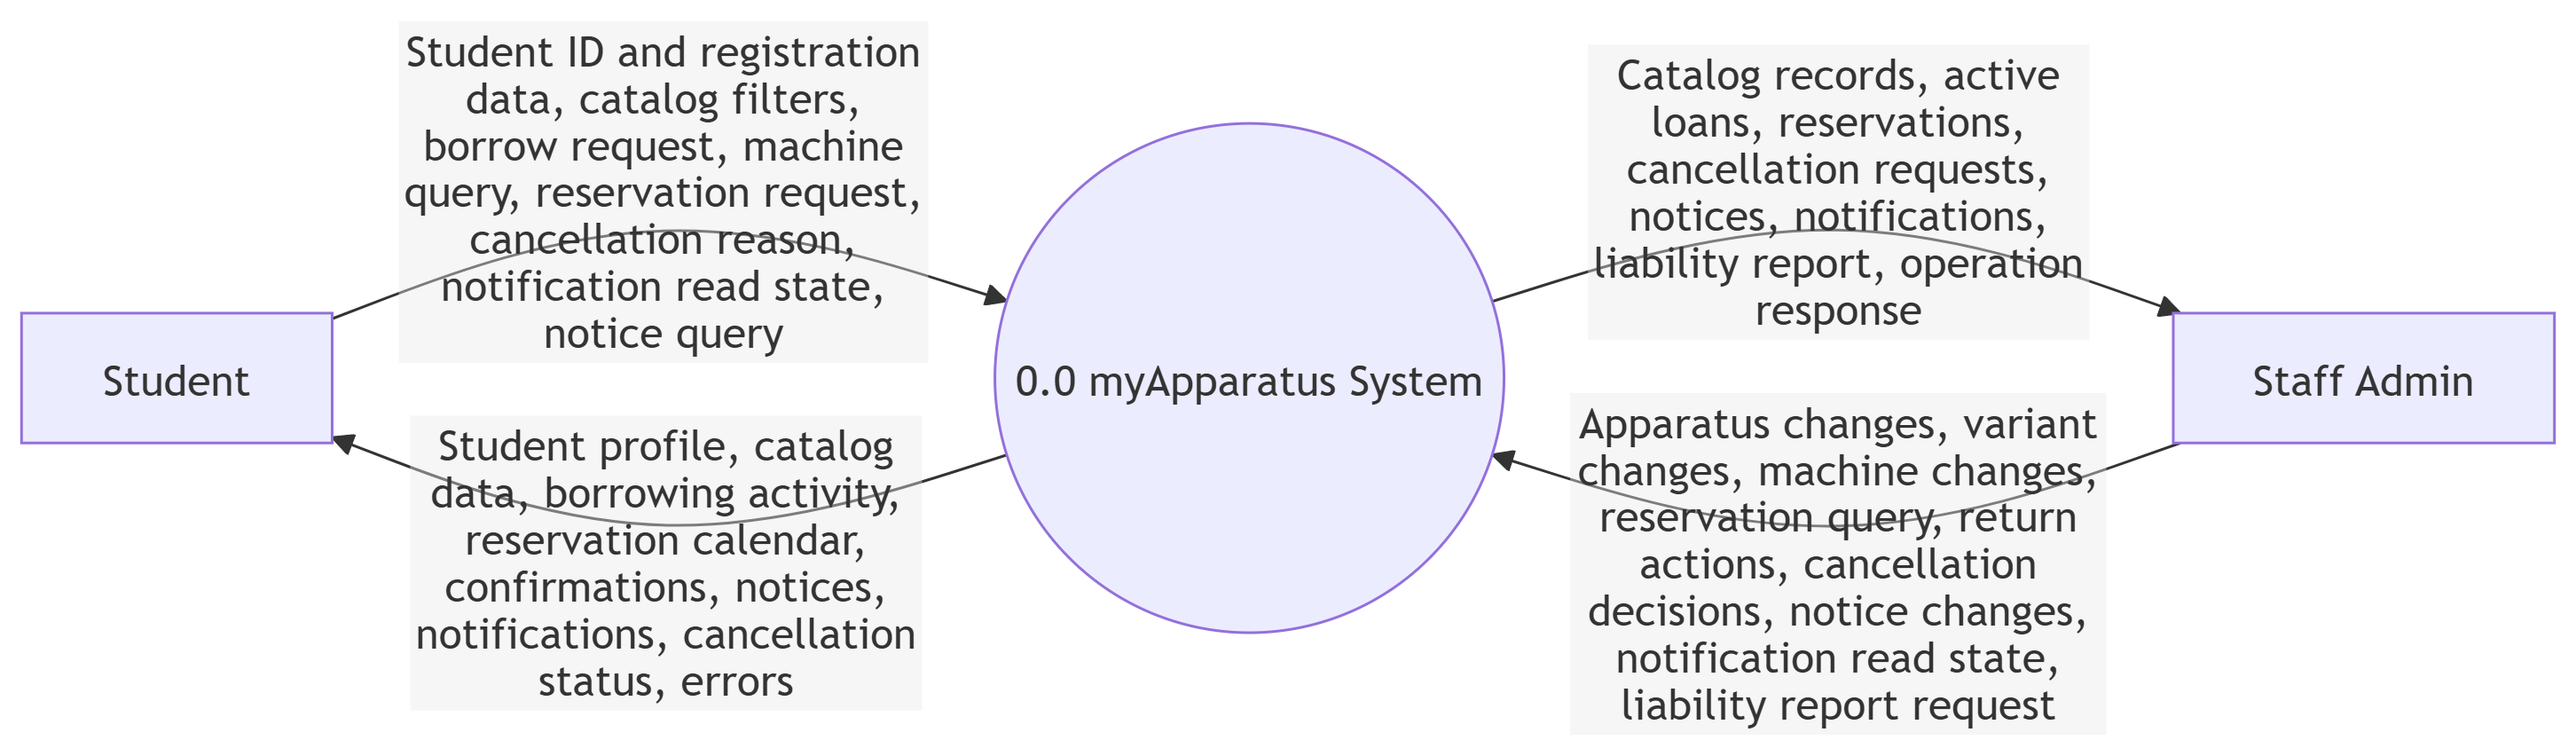 Student ID and registration
data, catalog filters,
borrow request, machine
query, reservation request,
cancellation reason,
notification read state,
notice query
Catalog records, active
loans, reservations,
cancellation requests,
notices, notifications,
liability report, operation
response
Student
0.0 myApparatus System
Staff Admin
Student profile, catalog
data, borrowing activity,
reservation calendar,
confirmations, notices,
notifications, cancellation
status, errors
Apparatus changes, variant
changes, machine changes,
reservation query, return
actions, cancellation
decisions, notice changes,
notification read state,
liability report request